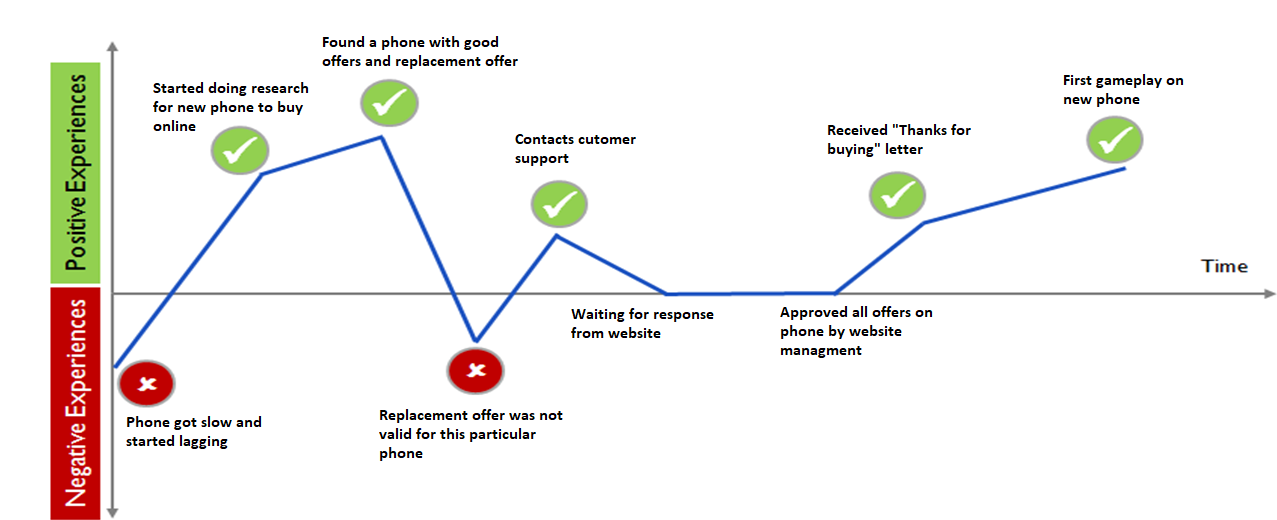 Positive Experiences
Negative Experiences
Phone got slow and
started lagging
Started doing research
for new phone to buy
online
Found a phone with good
offers and replacement offer
Replacement offer was not
valid for this particular
phone
Contacts cutomer
support
Waiting for response
from website
Approved all offers on
phone by website
managment
Received "Thanks for
buying" letter
First gameplay on
new phone
Time